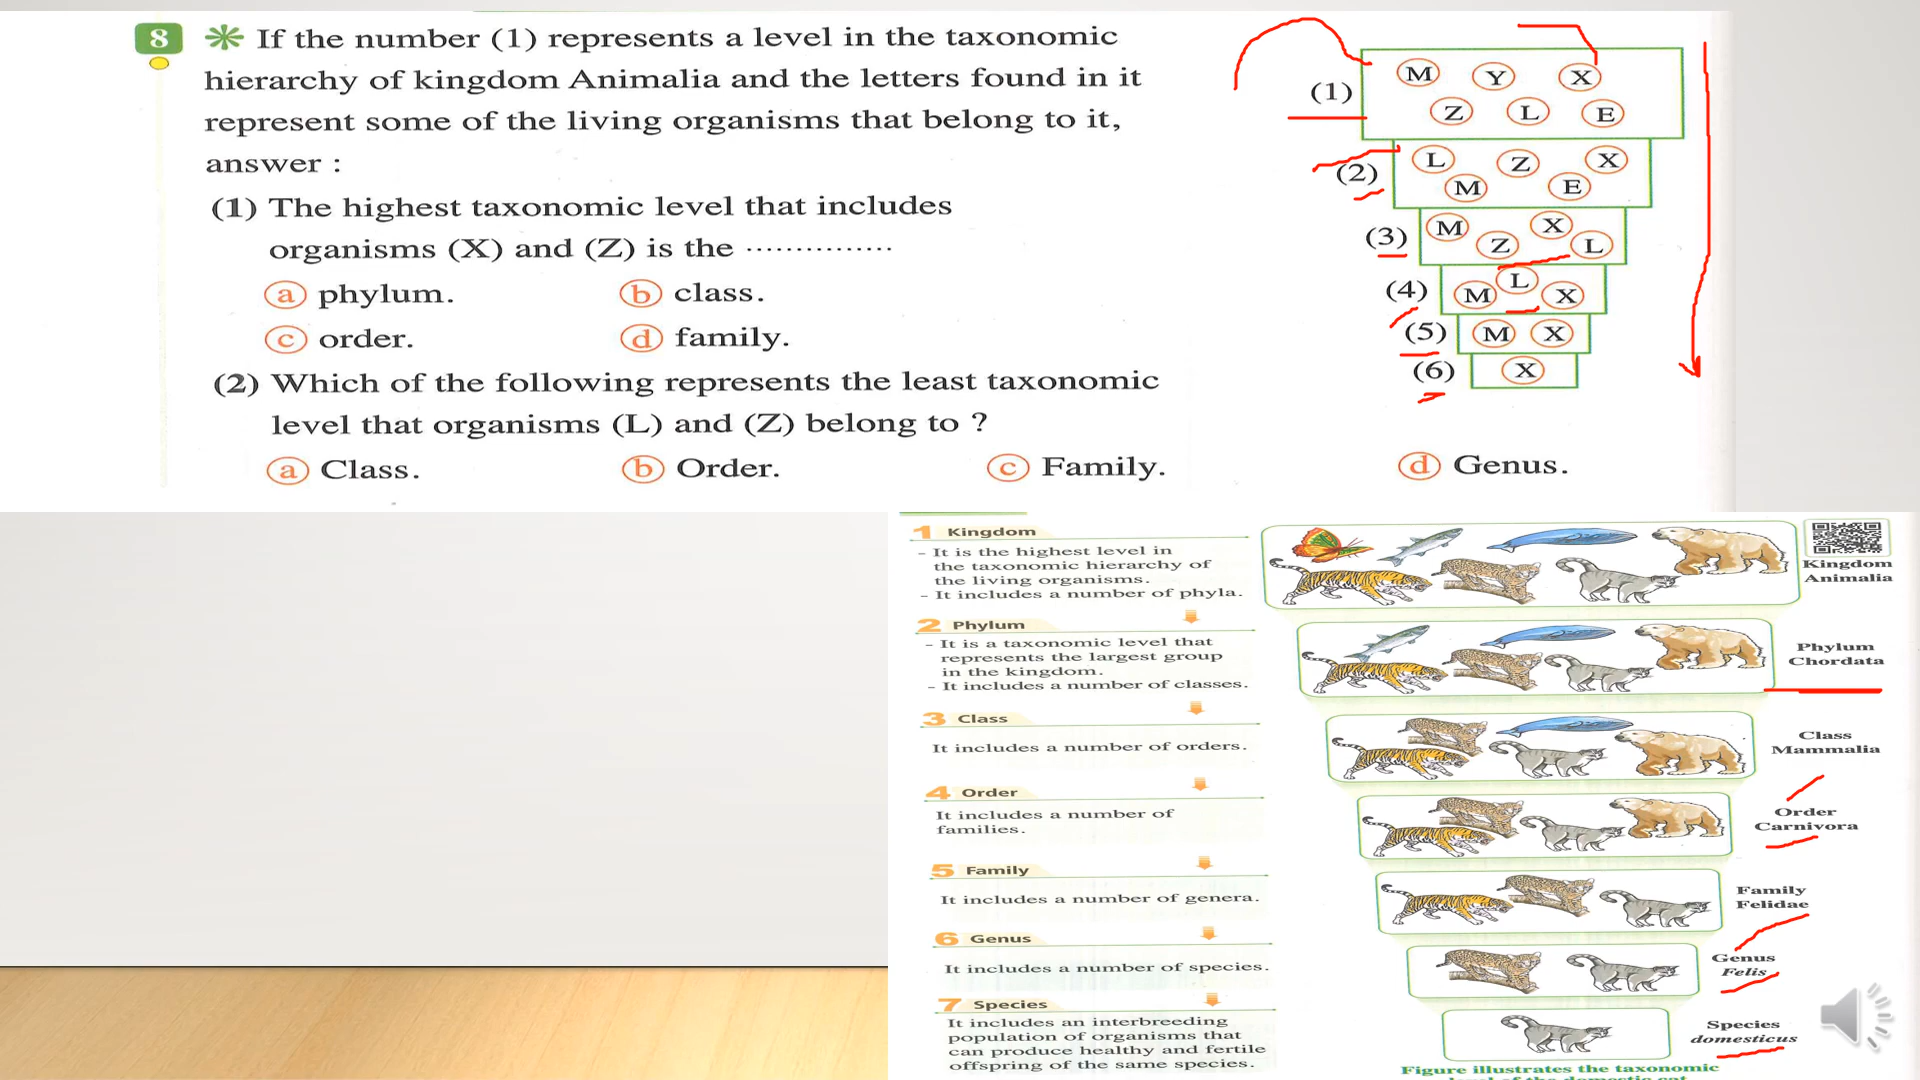 8 If the number (1) represents a level in the taxonomic
hierarchy of kingdom Animalia and the letters found in it
represent some of the living organisms that belong to it,
answer :
(1) The highest taxonomic level that includes
organisms (X) and (Z) is the ...............
a phylum. b class.
c order. d family.
(2) Which of the following represents the least taxonomic
level that organisms (L) and (Z) belong to ?
a Class. b Order. c Family. d Genus.
(1) M Y X
Z L E
(2) L Z X
M E
(3) M X
Z L
(4) M L X
(5) M X
(6) X
1 Kingdom
- It is the highest level in
the taxonomic hierarchy of
the living organisms.
- It includes a number of phyla.
2 Phylum
- It is a taxonomic level that
represents the largest group
in the kingdom.
- It includes a number of classes.
3 Class
It includes a number of orders.
4 Order
It includes a number of
families.
5 Family
It includes a number of genera.
6 Genus
It includes a number of species.
7 Species
It includes an interbreeding
population of organisms that
can produce healthy and fertile
offspring of the same species.
Kingdom
Animalia
Phylum
Chordata
Class
Mammalia
Order
Carnivora
Family
Felidae
Genus
Felis
Species
domesticus
Figure illustrates the taxonomic
level of the domestic cat